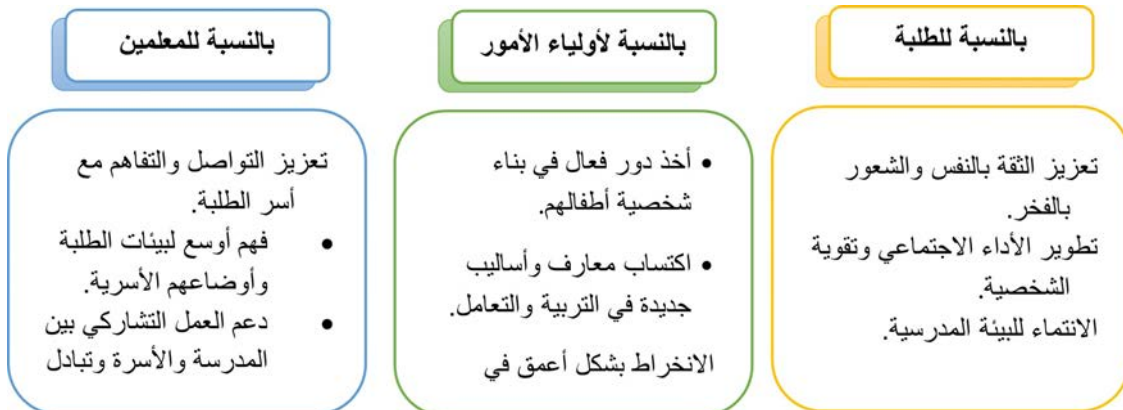 بالنسبة للطلبة
تعزيز الثقة بالنفس والشعور
بالفخر.
تطوير الأداء الاجتماعي وتقوية
الشخصية.
الانتماء للبيئة المدرسية.
بالنسبة لأولياء الأمور
• أخذ دور فعال في بناء
شخصية أطفالهم.
• اكتساب معارف وأساليب
جديدة في التربية والتعامل.
الانخراط بشكل أعمق في
بالنسبة للمعلمين
تعزيز التواصل والتفاهم مع
أسر الطلبة.
• فهم أوسع لبيئات الطلبة
وأوضاعهم الأسرية.
• دعم العمل التشاركي بين
المدرسة والأسرة وتبادل